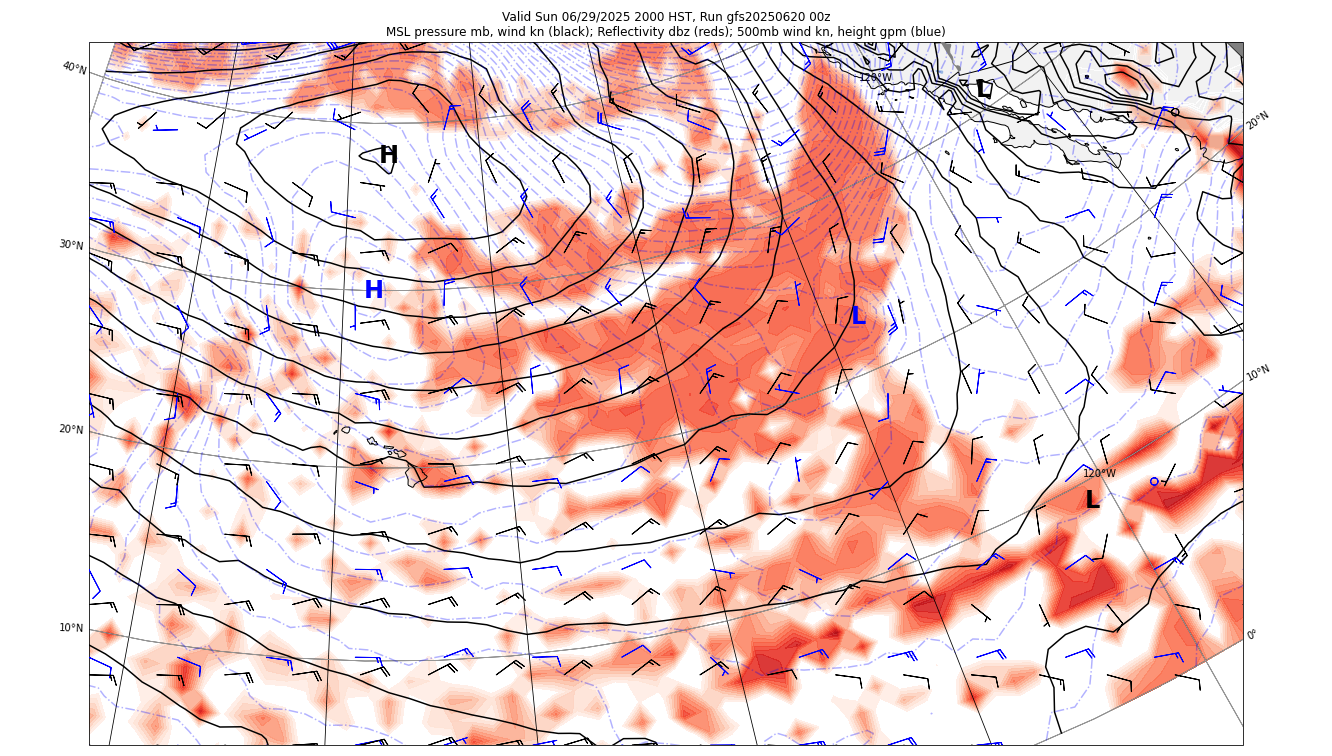 Valid Sun 06/29/2025 2000 HST, Run gfs20250620 00z
MSL pressure mb, wind kn (black); Reflectivity dbz (reds); 500mb wind kn, height gpm (blue)
40°N
120°W
L
20°N
H
30°N
H
L
10°N
20°N
120°W
L
10°N
0°